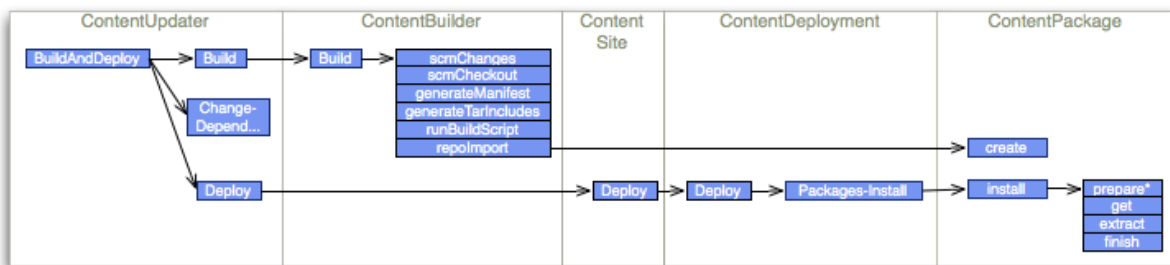 ContentUpdater
ContentBuilder
Content
Site
ContentDeployment
ContentPackage
BuildAndDeploy
Build
Build
scmChanges
scmCheckout
generateManifest
generateTarIncludes
runBuildScript
repoImport
Change-
Depend...
create
Deploy
Deploy
Deploy
Packages-Install
install
prepare*
get
extract
finish